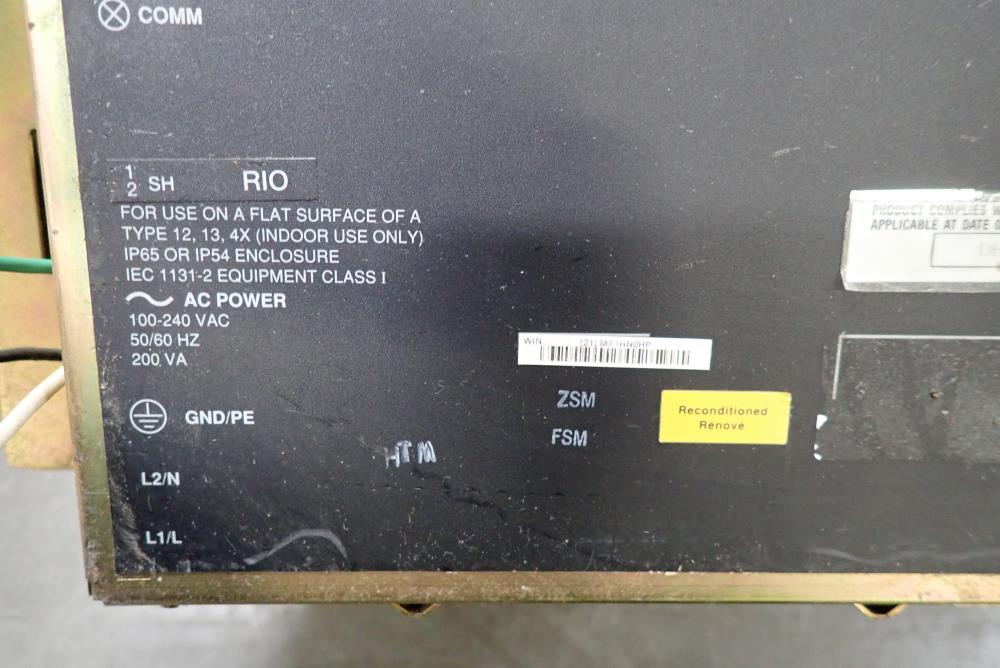 COMM
1/2 SH RIO
FOR USE ON A FLAT SURFACE OF A
TYPE 12, 13, 4X (INDOOR USE ONLY)
IP65 OR IP54 ENCLOSURE
IEC 1131-2 EQUIPMENT CLASS I
AC POWER
100-240 VAC
50/60 HZ
200 VA
GND/PE
L2/N
L1/L
HTM
WIN
ZSM
FSM
Reconditioned
Renove
PRODUCT COMPLIES
APPLICABLE AT DATE